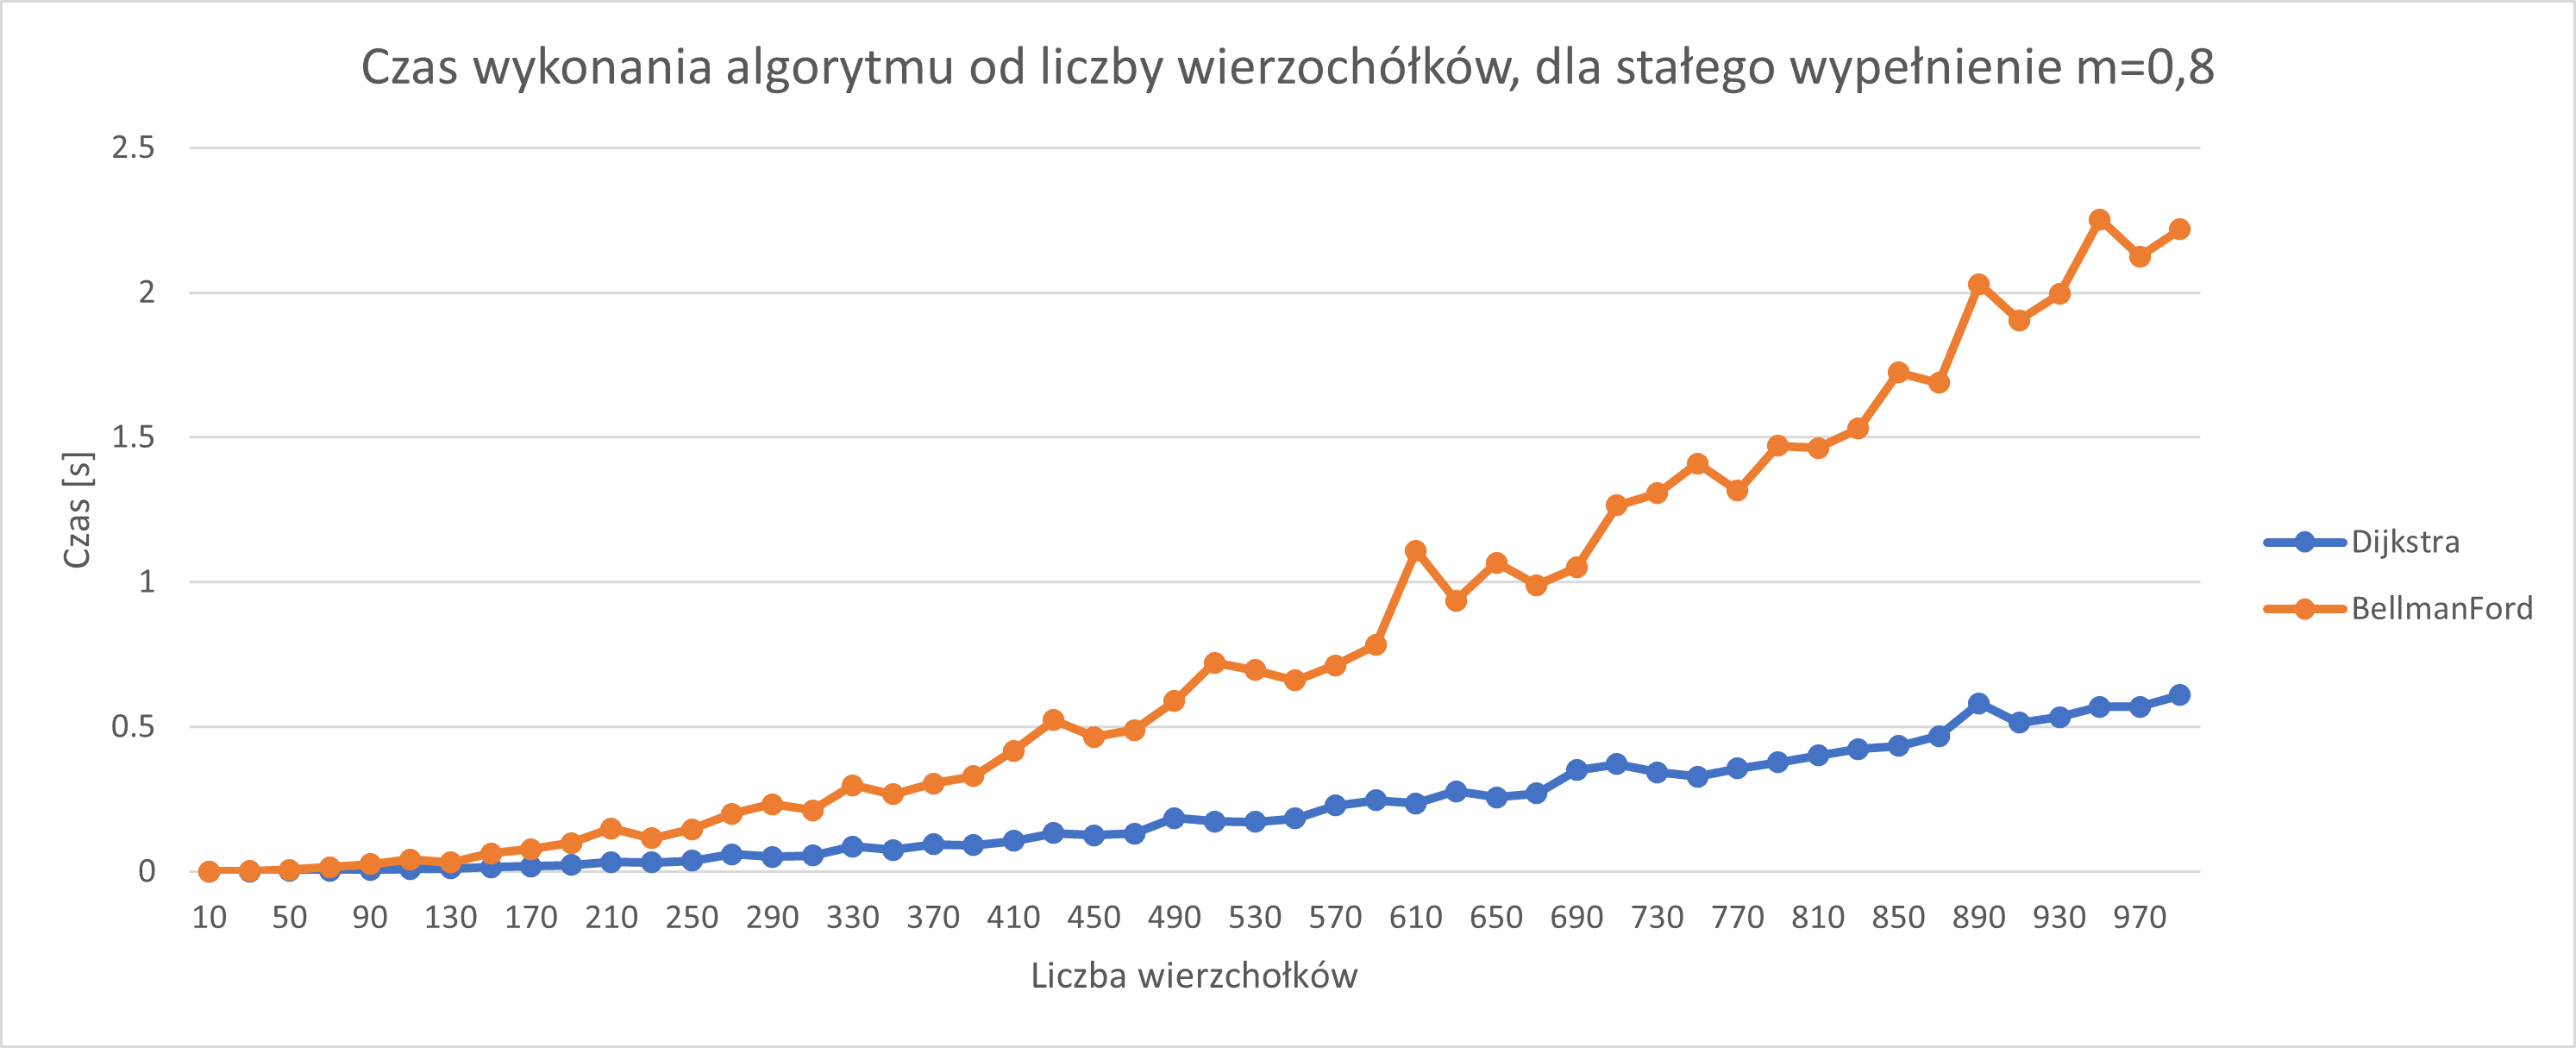 Czas wykonania algorytmu od liczby wierzochółków, dla stałego wypełnienie m=0,8
2.5
2
1.5
1
0.5
0
Czas [s]
10 50 90 130 170 210 250 290 330 370 410 450 490 530 570 610 650 690 730 770 810 850 890 930 970
Liczba wierzchołków
Dijkstra
BellmanFord